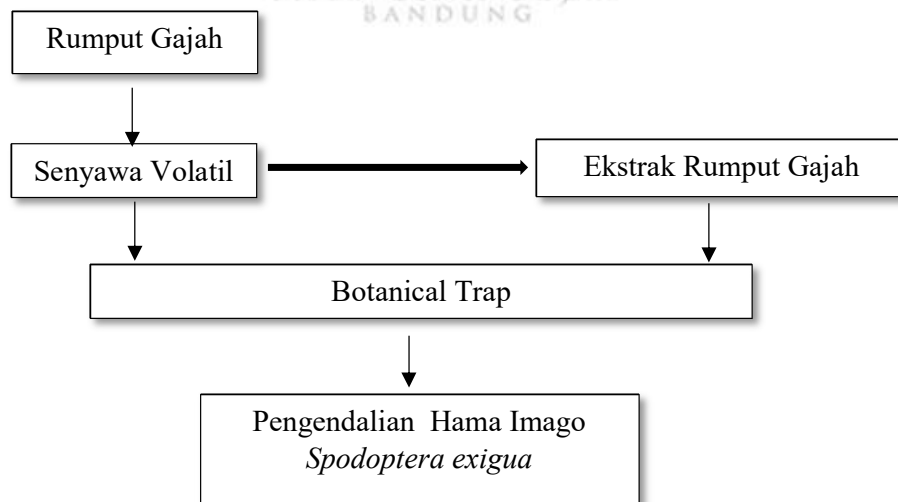 BANDUNG
Rumput Gajah
Senyawa Volatil
Ekstrak Rumput Gajah
Botanical Trap
Pengendalian Hama Imago
Spodoptera exigua